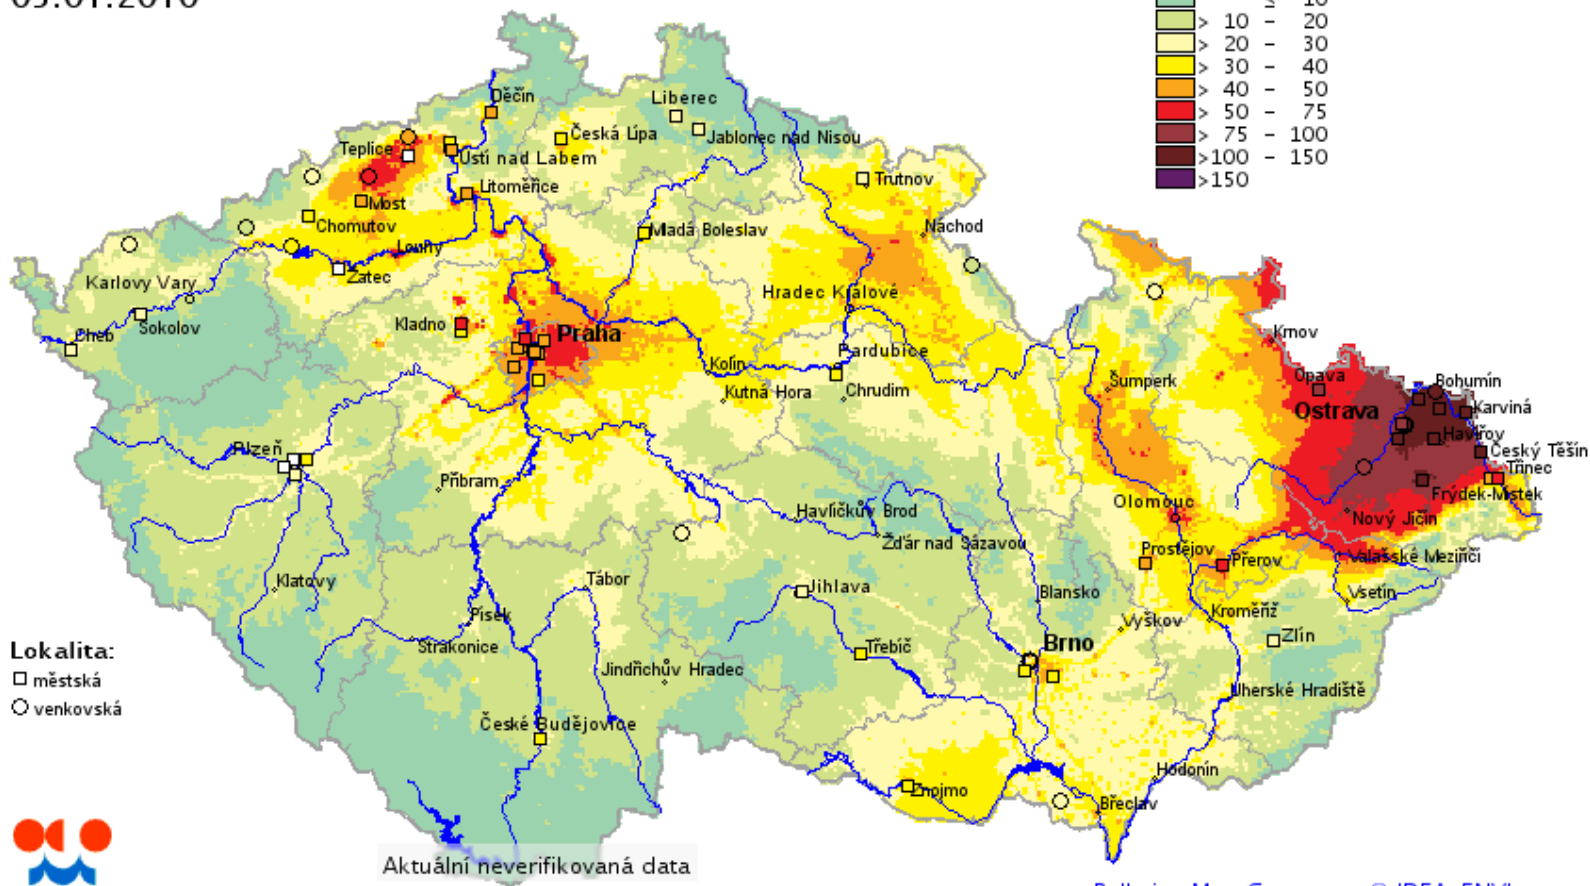 ≤ 10
> 10 – 20
> 20 – 30
> 30 – 40
> 40 – 50
> 50 – 75
> 75 – 100
>100 – 150
>150
Děčín
Liberec
Česká Lípa
Jablonec nad Nisou
Teplice
Ústí nad Labem
Trutnov
Litoměřice
Most
Chomutov
Mladá Boleslav
Náchod
Louny
Žatec
Karlovy Vary
Hradec Králové
Sokolov
Kladno
Praha
Krnov
Cheb
Pardubice
Kolín
Opava
Bohumín
Šumperk
Kutná Hora
Chrudim
Ostrava
Karviná
Havířov
Plzeň
Český Těšín
Třinec
Příbram
Frýdek-Místek
Olomouc
Havlíčkův Brod
Nový Jičín
Žďár nad Sázavou
Prostějov
Přerov
Valašské Meziříčí
Klatovy
Tábor
Jihlava
Blansko
Vsetín
Písek
Kroměříž
Vyškov
Zlín
Strakonice
Třebíč
Brno
Lokalita:
městská
venkovská
Jindřichův Hradec
Uherské Hradiště
České Budějovice
Hodonín
Znojmo
Břeclav
Aktuální neverifikovaná data